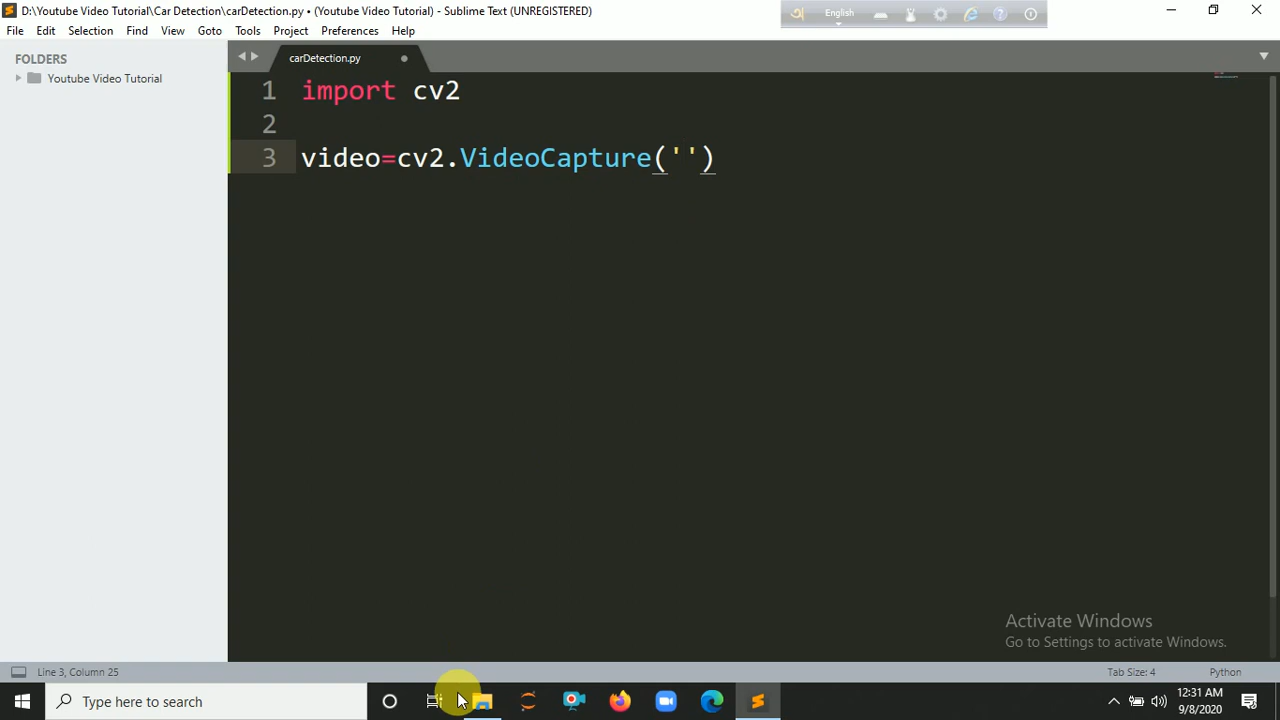 D:\Youtube Video Tutorial\Car Detection\carDetection.py • (Youtube Video Tutorial) - Sublime Text (UNREGISTERED)
English
File Edit Selection Find View Goto Tools Project Preferences Help
FOLDERS
Youtube Video Tutorial
carDetection.py
1 import cv2
2
3 video=cv2.VideoCapture('')
Activate Windows
Go to Settings to activate Windows.
Line 3, Column 25
Tab Size: 4
Python
Type here to search
12:31 AM
9/8/2020